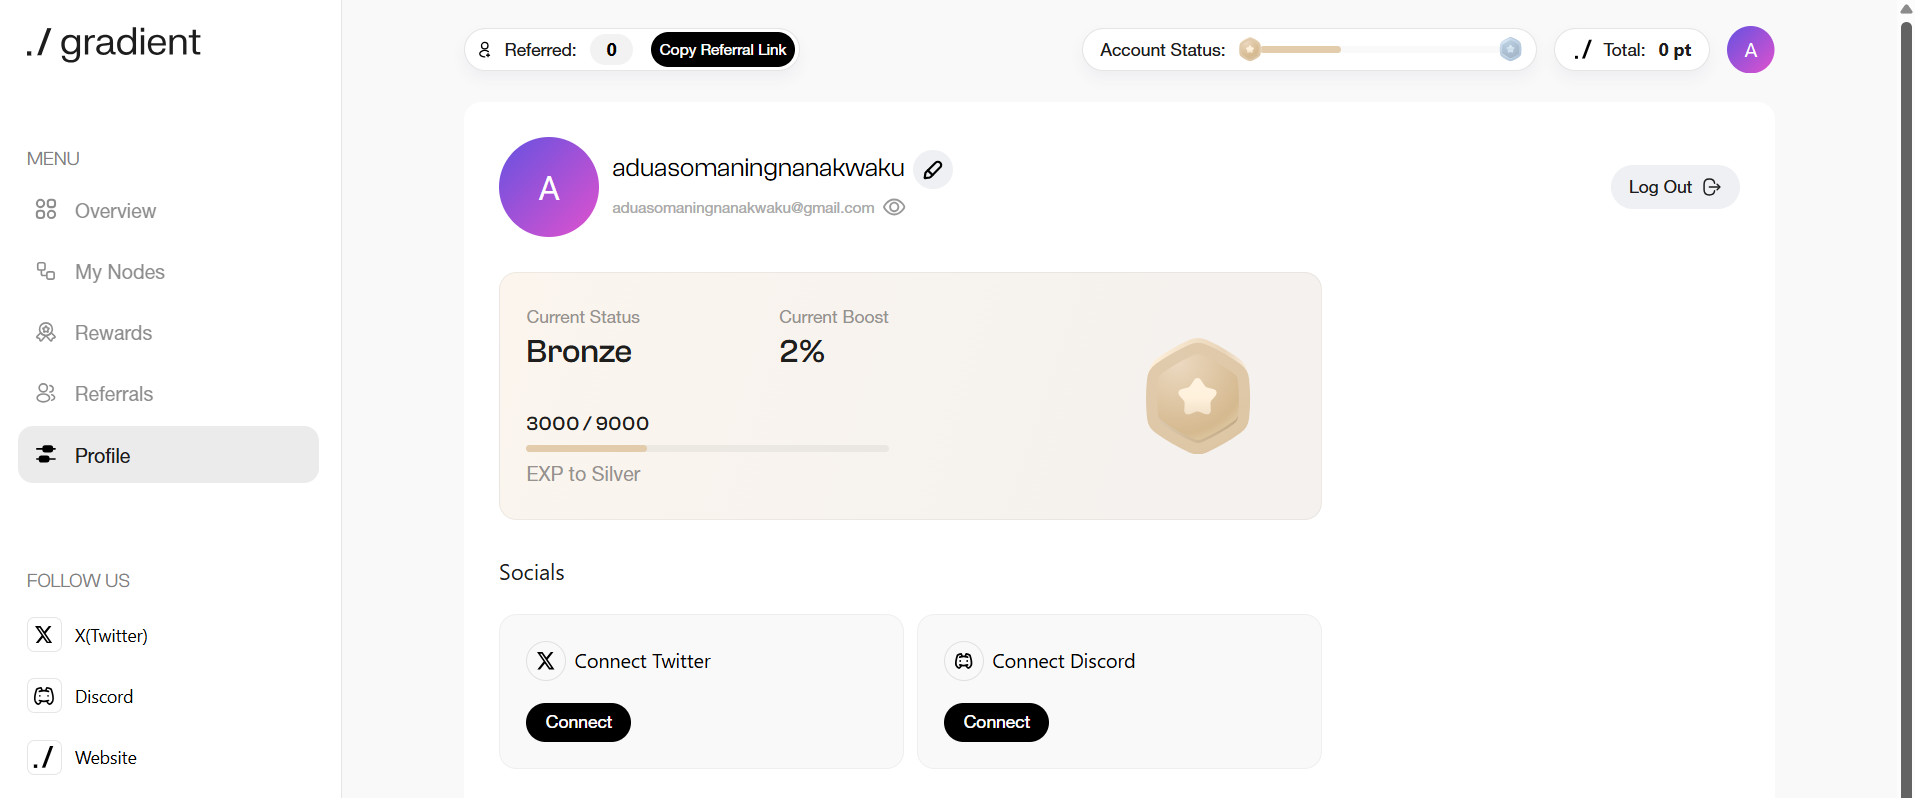 ./ gradient
MENU
Overview
My Nodes
Rewards
Referrals
Profile
FOLLOW US
X(Twitter)
Discord
Website
Referred: 0 Copy Referral Link
Account Status:
./ Total: 0 pt
A
A
aduasomaningnanakwaku
aduasomaningnanakwaku@gmail.com
Log Out
Current Status
Bronze
Current Boost
2%
3000 / 9000
EXP to Silver
Socials
Connect Twitter
Connect
Connect Discord
Connect